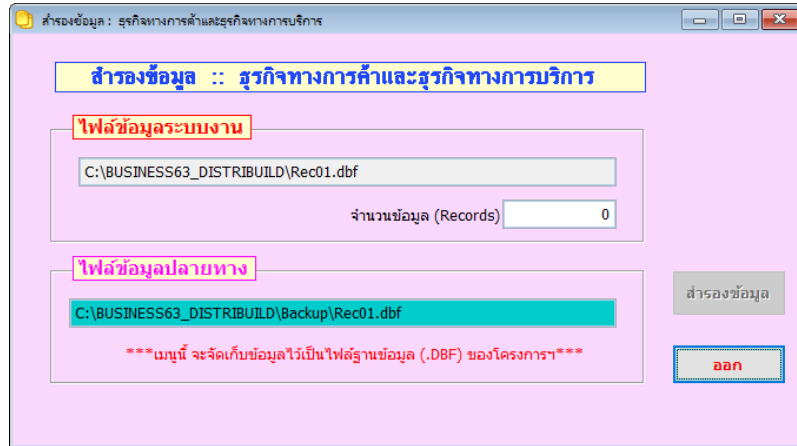 สำรองข้อมูล : ธุรกิจทางการค้าและธุรกิจทางการบริการ
สำรองข้อมูล :: ธุรกิจทางการค้าและธุรกิจทางการบริการ
ไฟล์ข้อมูลระบบงาน
C:\BUSINESS63_DISTRIBUILD\Rec01.dbf
จำนวนข้อมูล (Records) 0
ไฟล์ข้อมูลปลายทาง
C:\BUSINESS63_DISTRIBUILD\Backup\Rec01.dbf
***เมนูนี้ จะจัดเก็บข้อมูลไว้เป็นไฟล์ฐานข้อมูล (.DBF) ของโครงการฯ***
สำรองข้อมูล
ออก